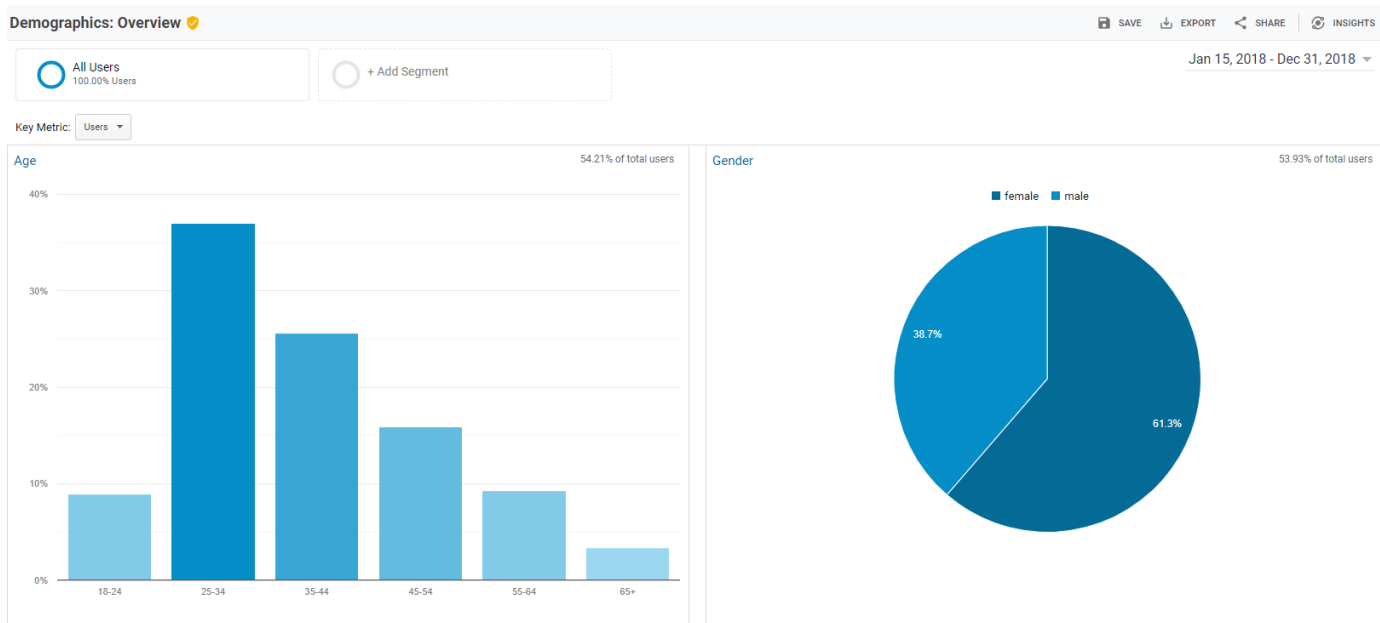 Demographics: Overview
SAVE EXPORT SHARE INSIGHTS
All Users
100.00% Users
+ Add Segment
Jan 15, 2018 - Dec 31, 2018
Key Metric: Users
Age
54.21% of total users
40%
30%
20%
10%
0%
18-24 25-34 35-44 45-54 55-64 65+
Gender
53.93% of total users
female male
38.7%
61.3%